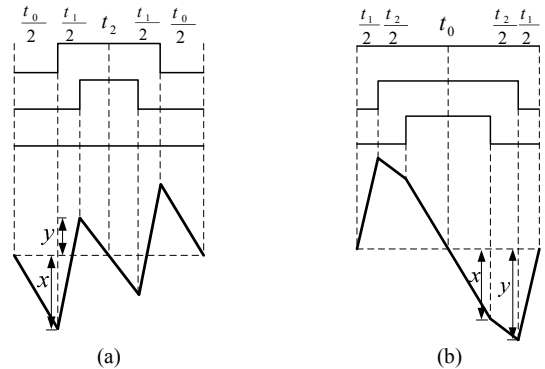 t₀/2 t₁/2 t₂ t₁/2 t₀/2
t₁/2 t₂/2 t₀ t₂/2 t₁/2
y
x
x
y
(a)
(b)